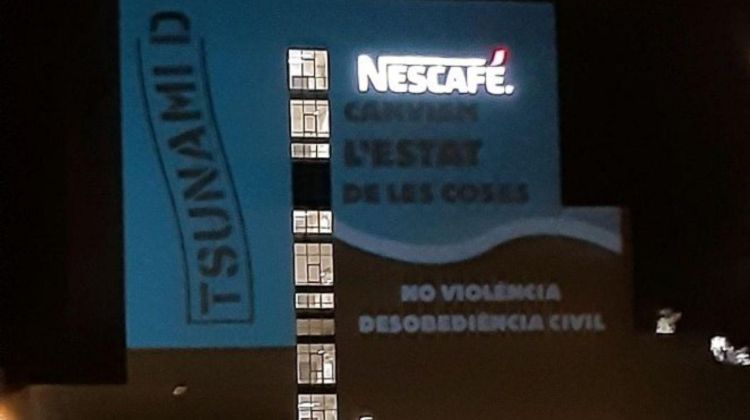 TSUNAMI D
NESCAFÉ.
CANVIAM
L'ESTAT
DE LES COSES
NO VIOLÈNCIA
DESOBEDIÈNCIA CIVIL